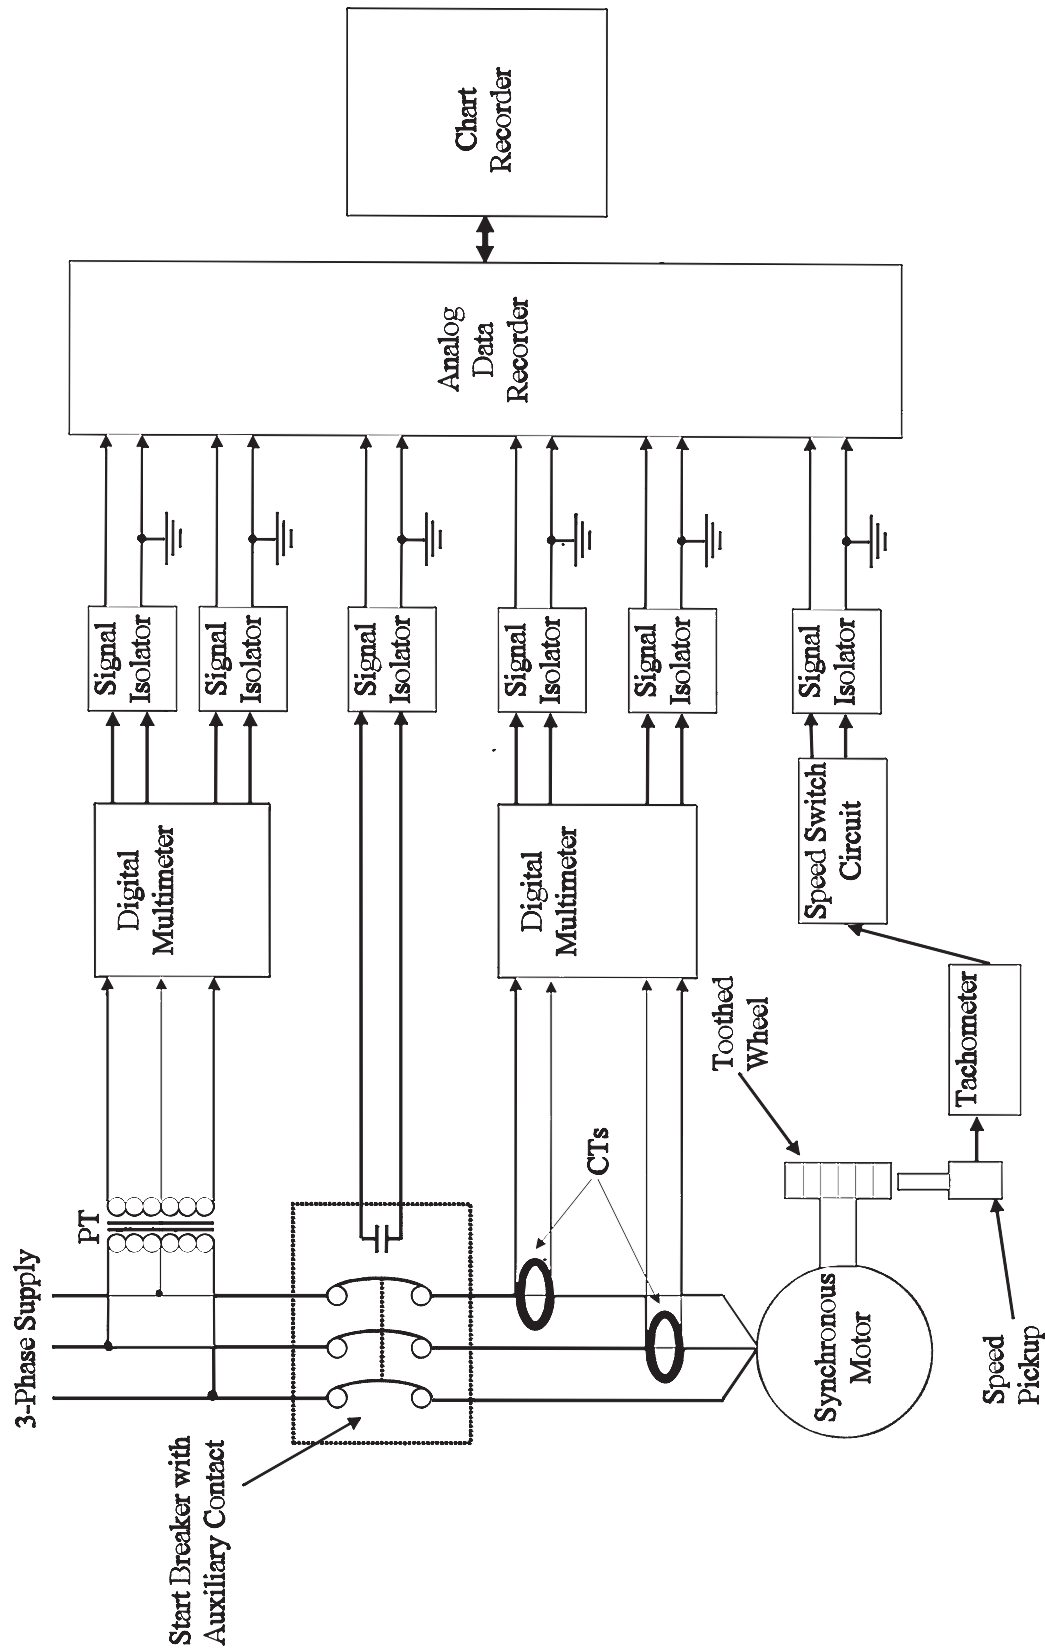 3-Phase Supply
PT
Start Breaker with
Auxiliary Contact
CTs
Digital
Multimeter
Digital
Multimeter
Signal
Isolator
Signal
Isolator
Signal
Isolator
Signal
Isolator
Signal
Isolator
Signal
Isolator
Analog
Data
Recorder
Chart
Recorder
Synchronous
Motor
Toothed
Wheel
Speed
Pickup
Tachometer
Speed Switch
Circuit